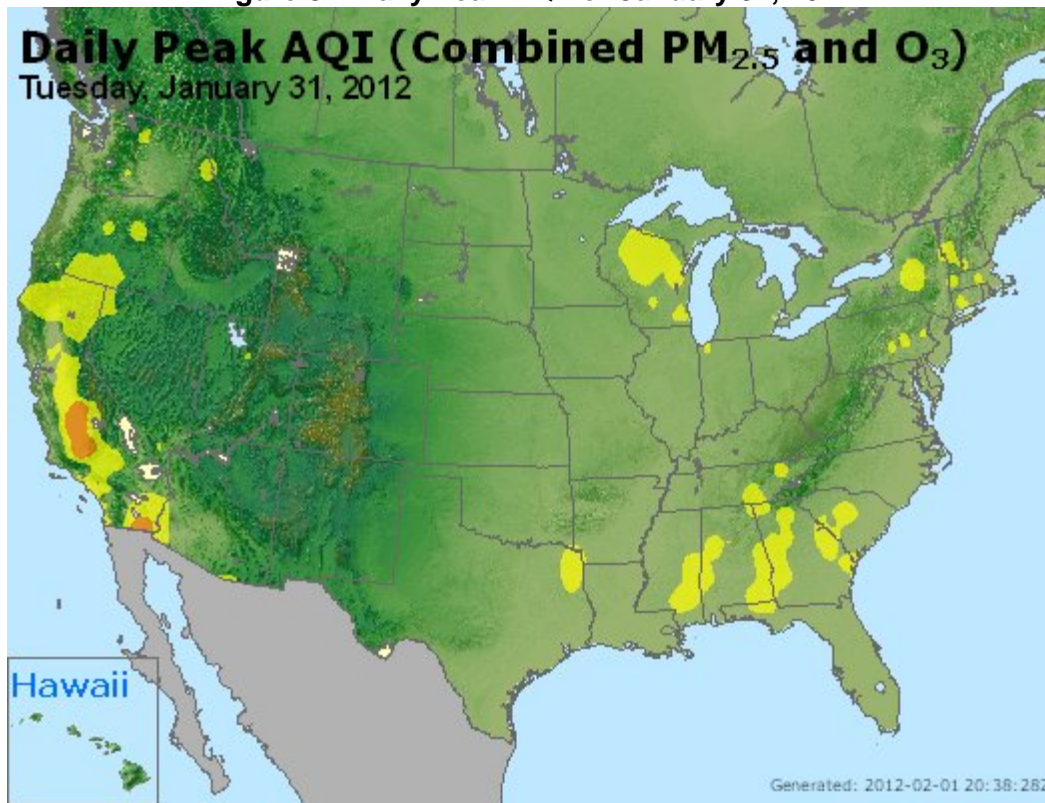 Daily Peak AQI (Combined PM2.5 and O3)
Tuesday, January 31, 2012
Hawaii
Generated: 2012-02-01 20:38:28Z